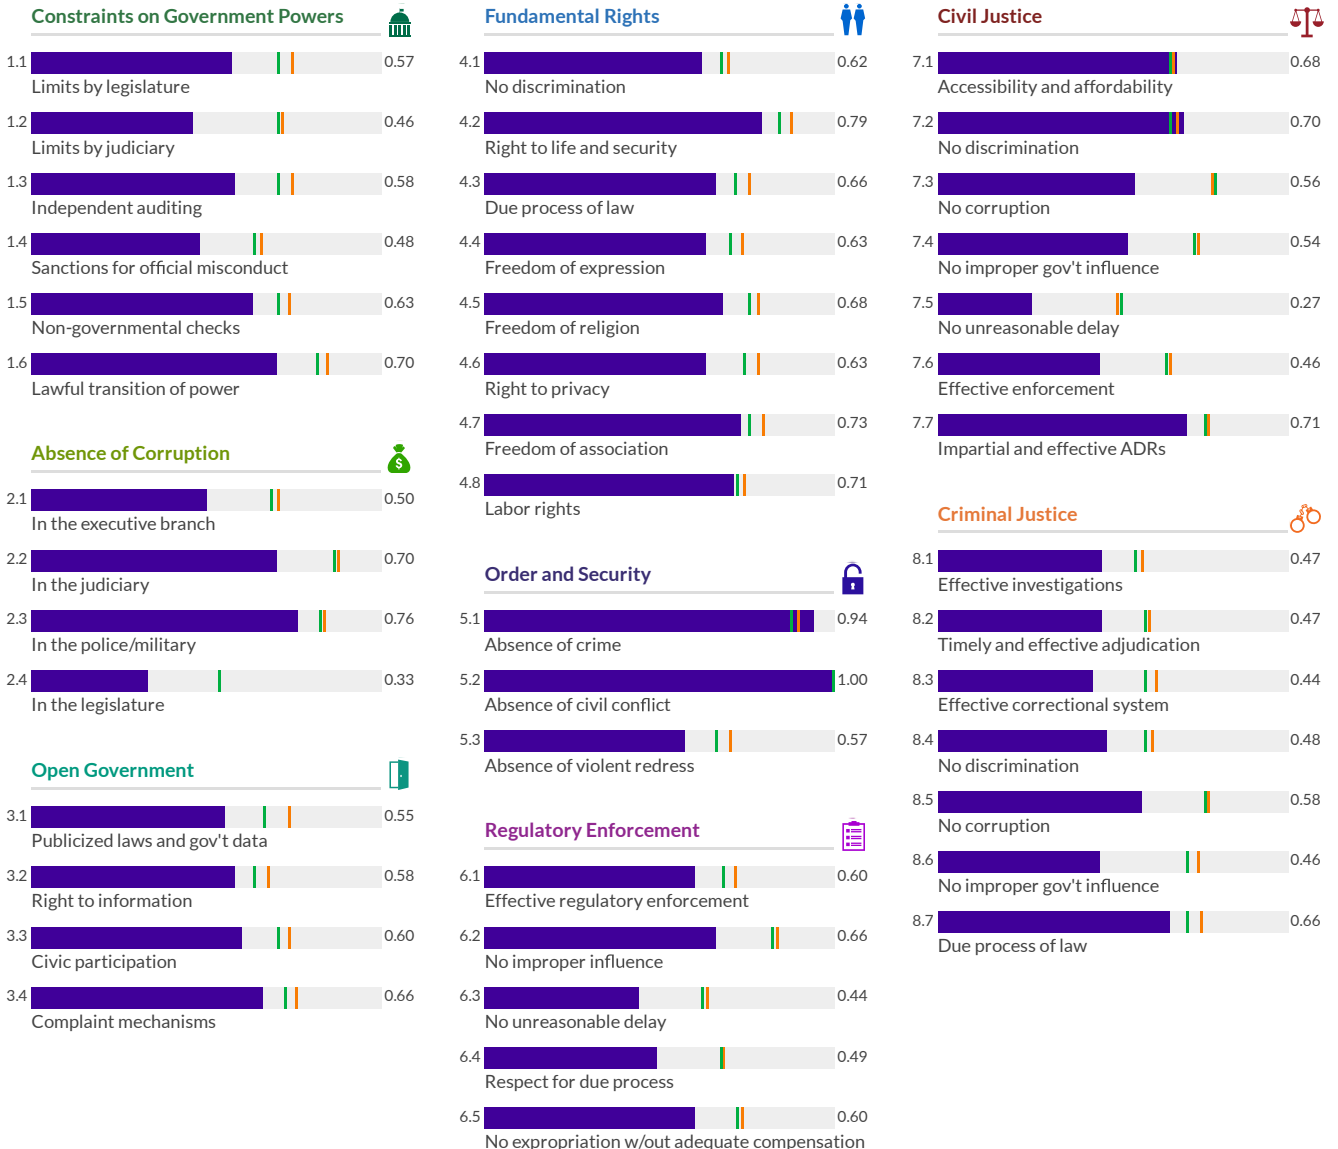 Constraints on Government Powers
1.1 0.57
Limits by legislature
1.2 0.46
Limits by judiciary
1.3 0.58
Independent auditing
1.4 0.48
Sanctions for official misconduct
1.5 0.63
Non-governmental checks
1.6 0.70
Lawful transition of power
Absence of Corruption
$
2.1 0.50
In the executive branch
2.2 0.70
In the judiciary
2.3 0.76
In the police/military
2.4 0.33
In the legislature
Open Government
3.1 0.55
Publicized laws and gov't data
3.2 0.58
Right to information
3.3 0.60
Civic participation
3.4 0.66
Complaint mechanisms
Fundamental Rights
4.1 0.62
No discrimination
4.2 0.79
Right to life and security
4.3 0.66
Due process of law
4.4 0.63
Freedom of expression
4.5 0.68
Freedom of religion
4.6 0.63
Right to privacy
4.7 0.73
Freedom of association
4.8 0.71
Labor rights
Order and Security
5.1 0.94
Absence of crime
5.2 1.00
Absence of civil conflict
5.3 0.57
Absence of violent redress
Regulatory Enforcement
6.1 0.60
Effective regulatory enforcement
6.2 0.66
No improper influence
6.3 0.44
No unreasonable delay
6.4 0.49
Respect for due process
6.5 0.60
No expropriation w/out adequate compensation
Civil Justice
7.1 0.68
Accessibility and affordability
7.2 0.70
No discrimination
7.3 0.56
No corruption
7.4 0.54
No improper gov't influence
7.5 0.27
No unreasonable delay
7.6 0.46
Effective enforcement
7.7 0.71
Impartial and effective ADRs
Criminal Justice
8.1 0.47
Effective investigations
8.2 0.47
Timely and effective adjudication
8.3 0.44
Effective correctional system
8.4 0.48
No discrimination
8.5 0.58
No corruption
8.6 0.46
No improper gov't influence
8.7 0.66
Due process of law